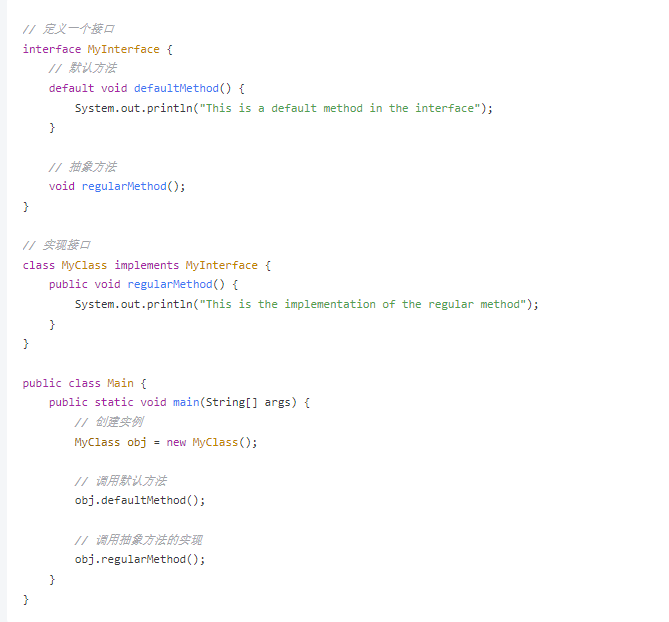 // 定义一个接口
interface MyInterface {
    // 默认方法
    default void defaultMethod() {
        System.out.println("This is a default method in the interface");
    }

    // 抽象方法
    void regularMethod();
}

// 实现接口
class MyClass implements MyInterface {
    public void regularMethod() {
        System.out.println("This is the implementation of the regular method");
    }
}

public class Main {
    public static void main(String[] args) {
        // 创建实例
        MyClass obj = new MyClass();

        // 调用默认方法
        obj.defaultMethod();

        // 调用抽象方法的实现
        obj.regularMethod();
    }
}